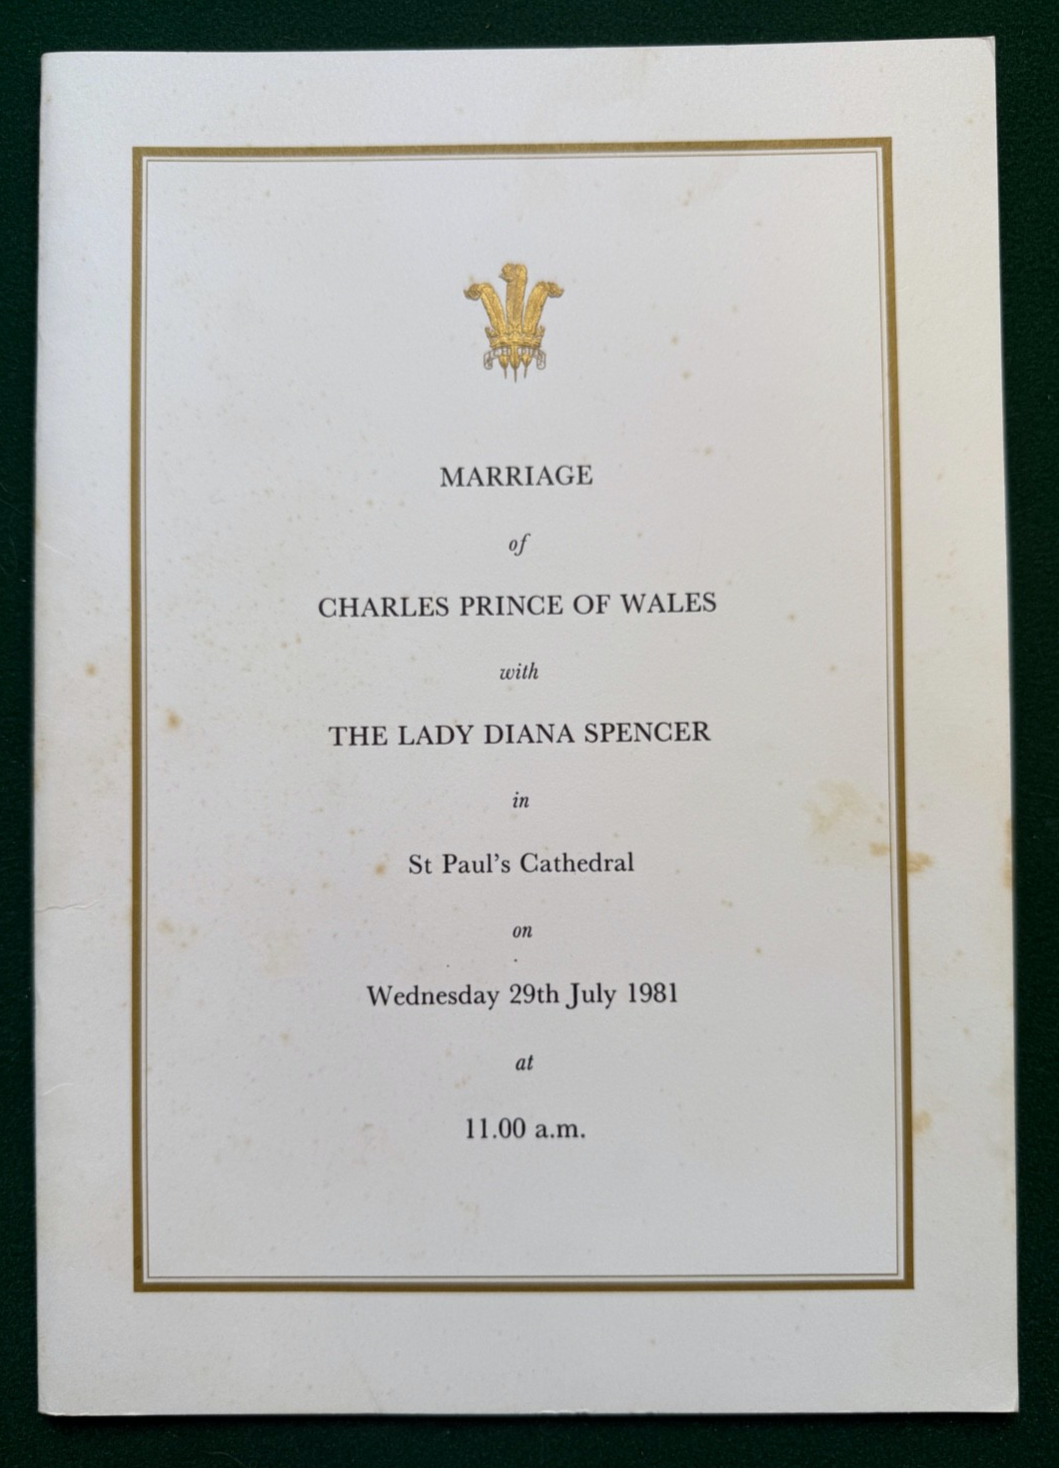 MARRIAGE
of
CHARLES PRINCE OF WALES
with
THE LADY DIANA SPENCER
in
St Paul's Cathedral
on
Wednesday 29th July 1981
at
11.00 a.m.